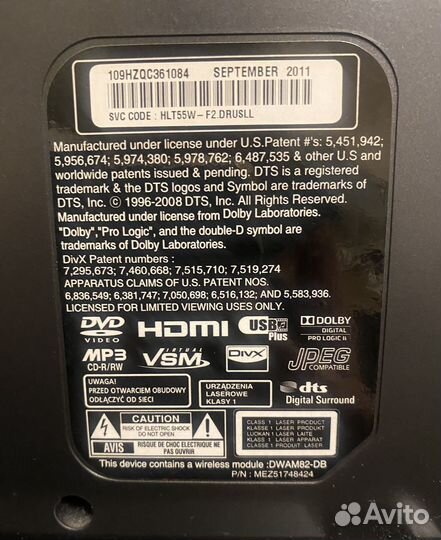 109HZQC361084 SEPTEMBER 2011
SVC CODE : HLT55W-F2.DRUSLL
Manufactured under license under U.S.Patent #'s: 5,451,942;
5,956,674; 5,974,380; 5,978,762; 6,487,535 & other U.S. and
worldwide patents issued & pending. DTS is a registered
trademark & the DTS logos and Symbol are trademarks of
DTS, Inc. © 1996-2008 DTS, Inc. All Rights Reserved.
Manufactured under license from Dolby Laboratories.
"Dolby","Pro Logic", and the double-D symbol are
trademarks of Dolby Laboratories.
DivX Patent numbers :
7,295,673; 7,460,668; 7,515,710; 7,519,274
APPARATUS CLAIMS OF U.S. PATENT NOS.
6,836,549; 6,381,747; 7,050,698; 6,516,132; and 5,583,936.
LICENSED FOR LIMITED VIEWING USES ONLY.
DVD VIDEO
HDMI
USB Plus
DOLBY DIGITAL PRO LOGIC II
MP3 CD-R/RW
VIRTUAL VSM
DIVX
JPEG COMPATIBLE
UWAGA!
PRZED OTWARCIEM OBUDOWY
ODŁĄCZYĆ OD SIECI
URZĄDZENIA
LASEROWE
KLASY 1
dts
Digital Surround
CAUTION
RISK OF ELECTRIC SHOCK
DO NOT OPEN
AVIS
RISQUE DE CHOC ELECTRIQUE NE
PAS OUVRIR
CLASS 1 LASER PRODUCT
KLASSE 1 LASER PRODUKT
LUOKAN 1 LASER LAITE
KLASS 1 LASER APPARAT
CLASSE 1 PRODUIT LASER
This device contains a wireless module :DWAM82-DB
P/N : MEZ51748424
Avito